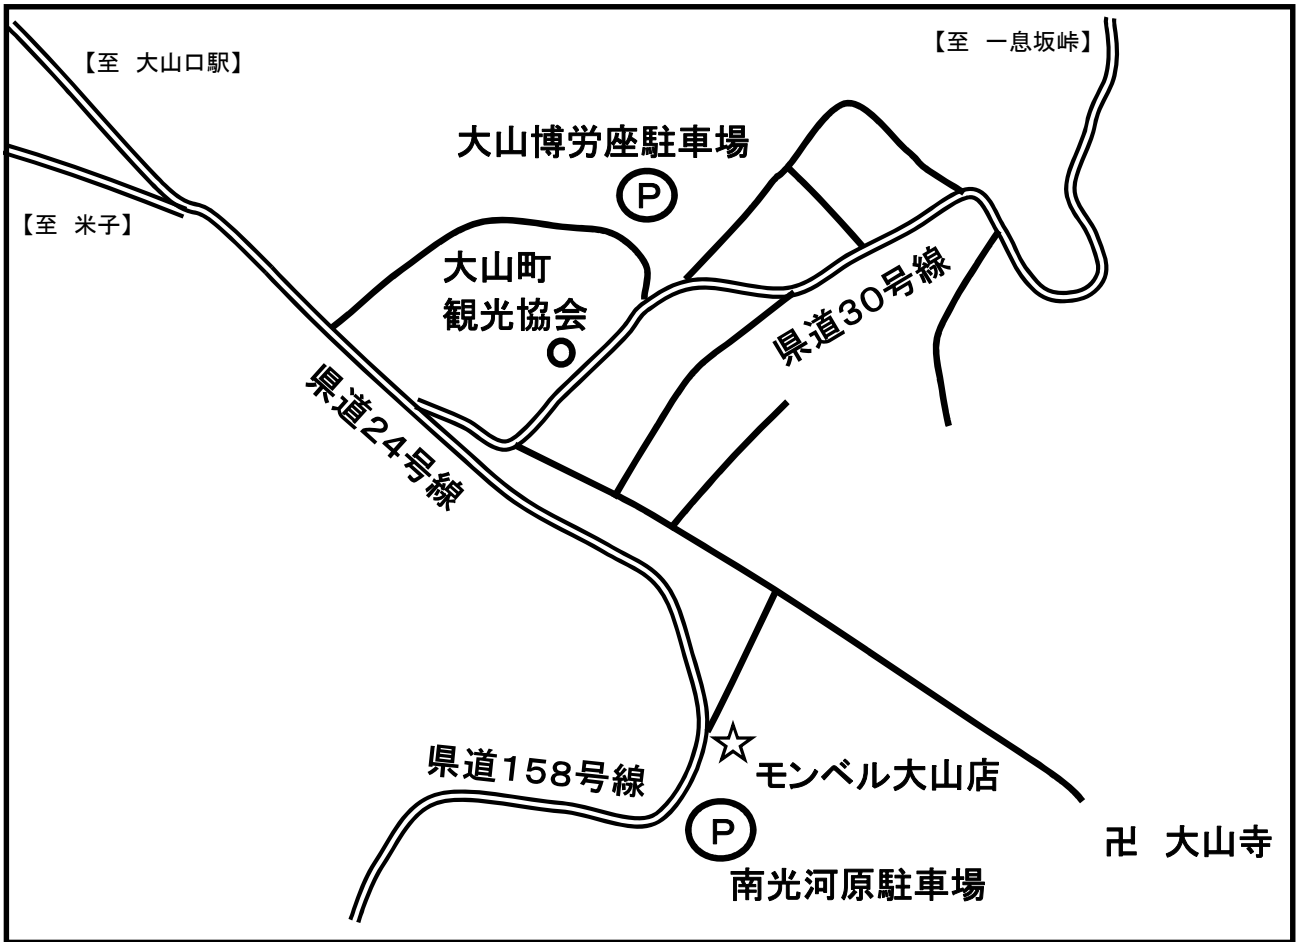 【至　一息坂峠】
【至　大山口駅】
大山博労座駐車場
P
【至　米子】
大山町
観光協会
県道30号線
県道24号線
県道158号線
モンベル大山店
P
卍　大山寺
南光河原駐車場